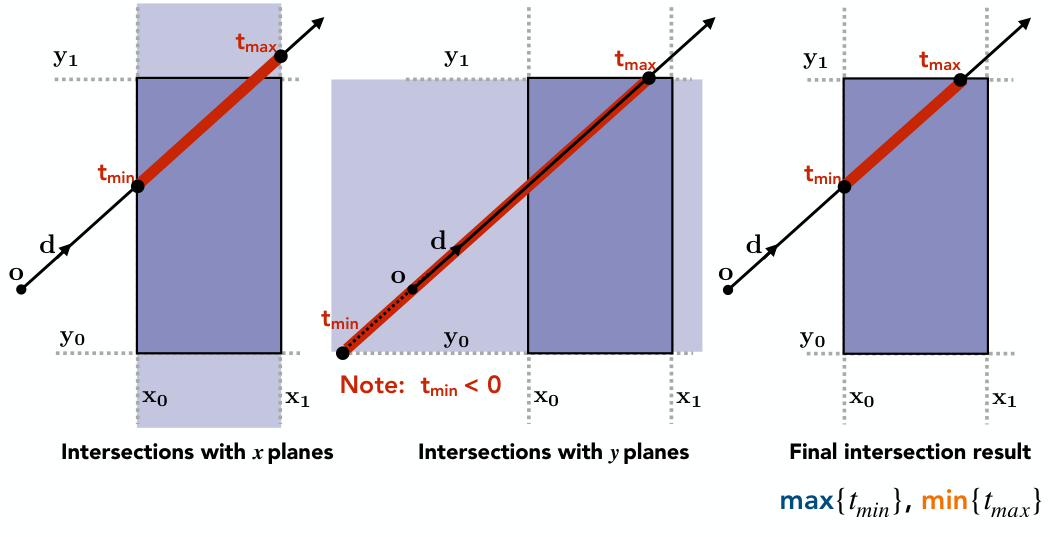 t_max
y₁
t_min
d
o
y₀
x₀
x₁
Intersections with x planes
t_max
y₁
d
o
t_min
y₀
Note: t_min < 0
x₀
x₁
Intersections with y planes
t_max
y₁
t_min
d
o
y₀
x₀
x₁
Final intersection result
max{t_min}, min{t_max}